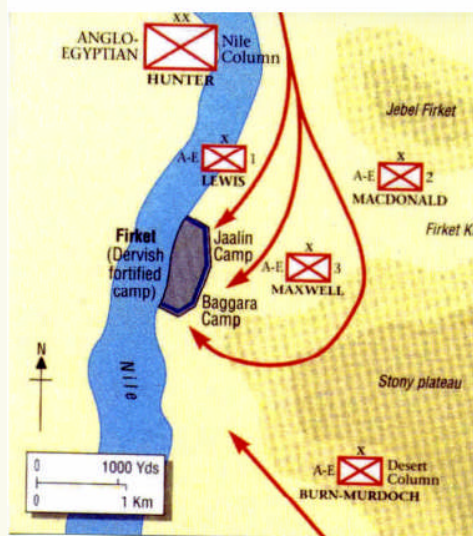 XX
ANGLO-
EGYPTIAN
Nile
Column
HUNTER
Jebel Firket
X
A-E 1
LEWIS
X
A-E 2
MACDONALD
Firket
Firket
(Dervish
fortified
camp)
Jaalin
Camp
X
A-E 3
MAXWELL
Baggara
Camp
N
Nile
Stony plateau
0 1000 Yds
0 1 Km
X
A-E
Desert
Column
BURN-MURDOCH